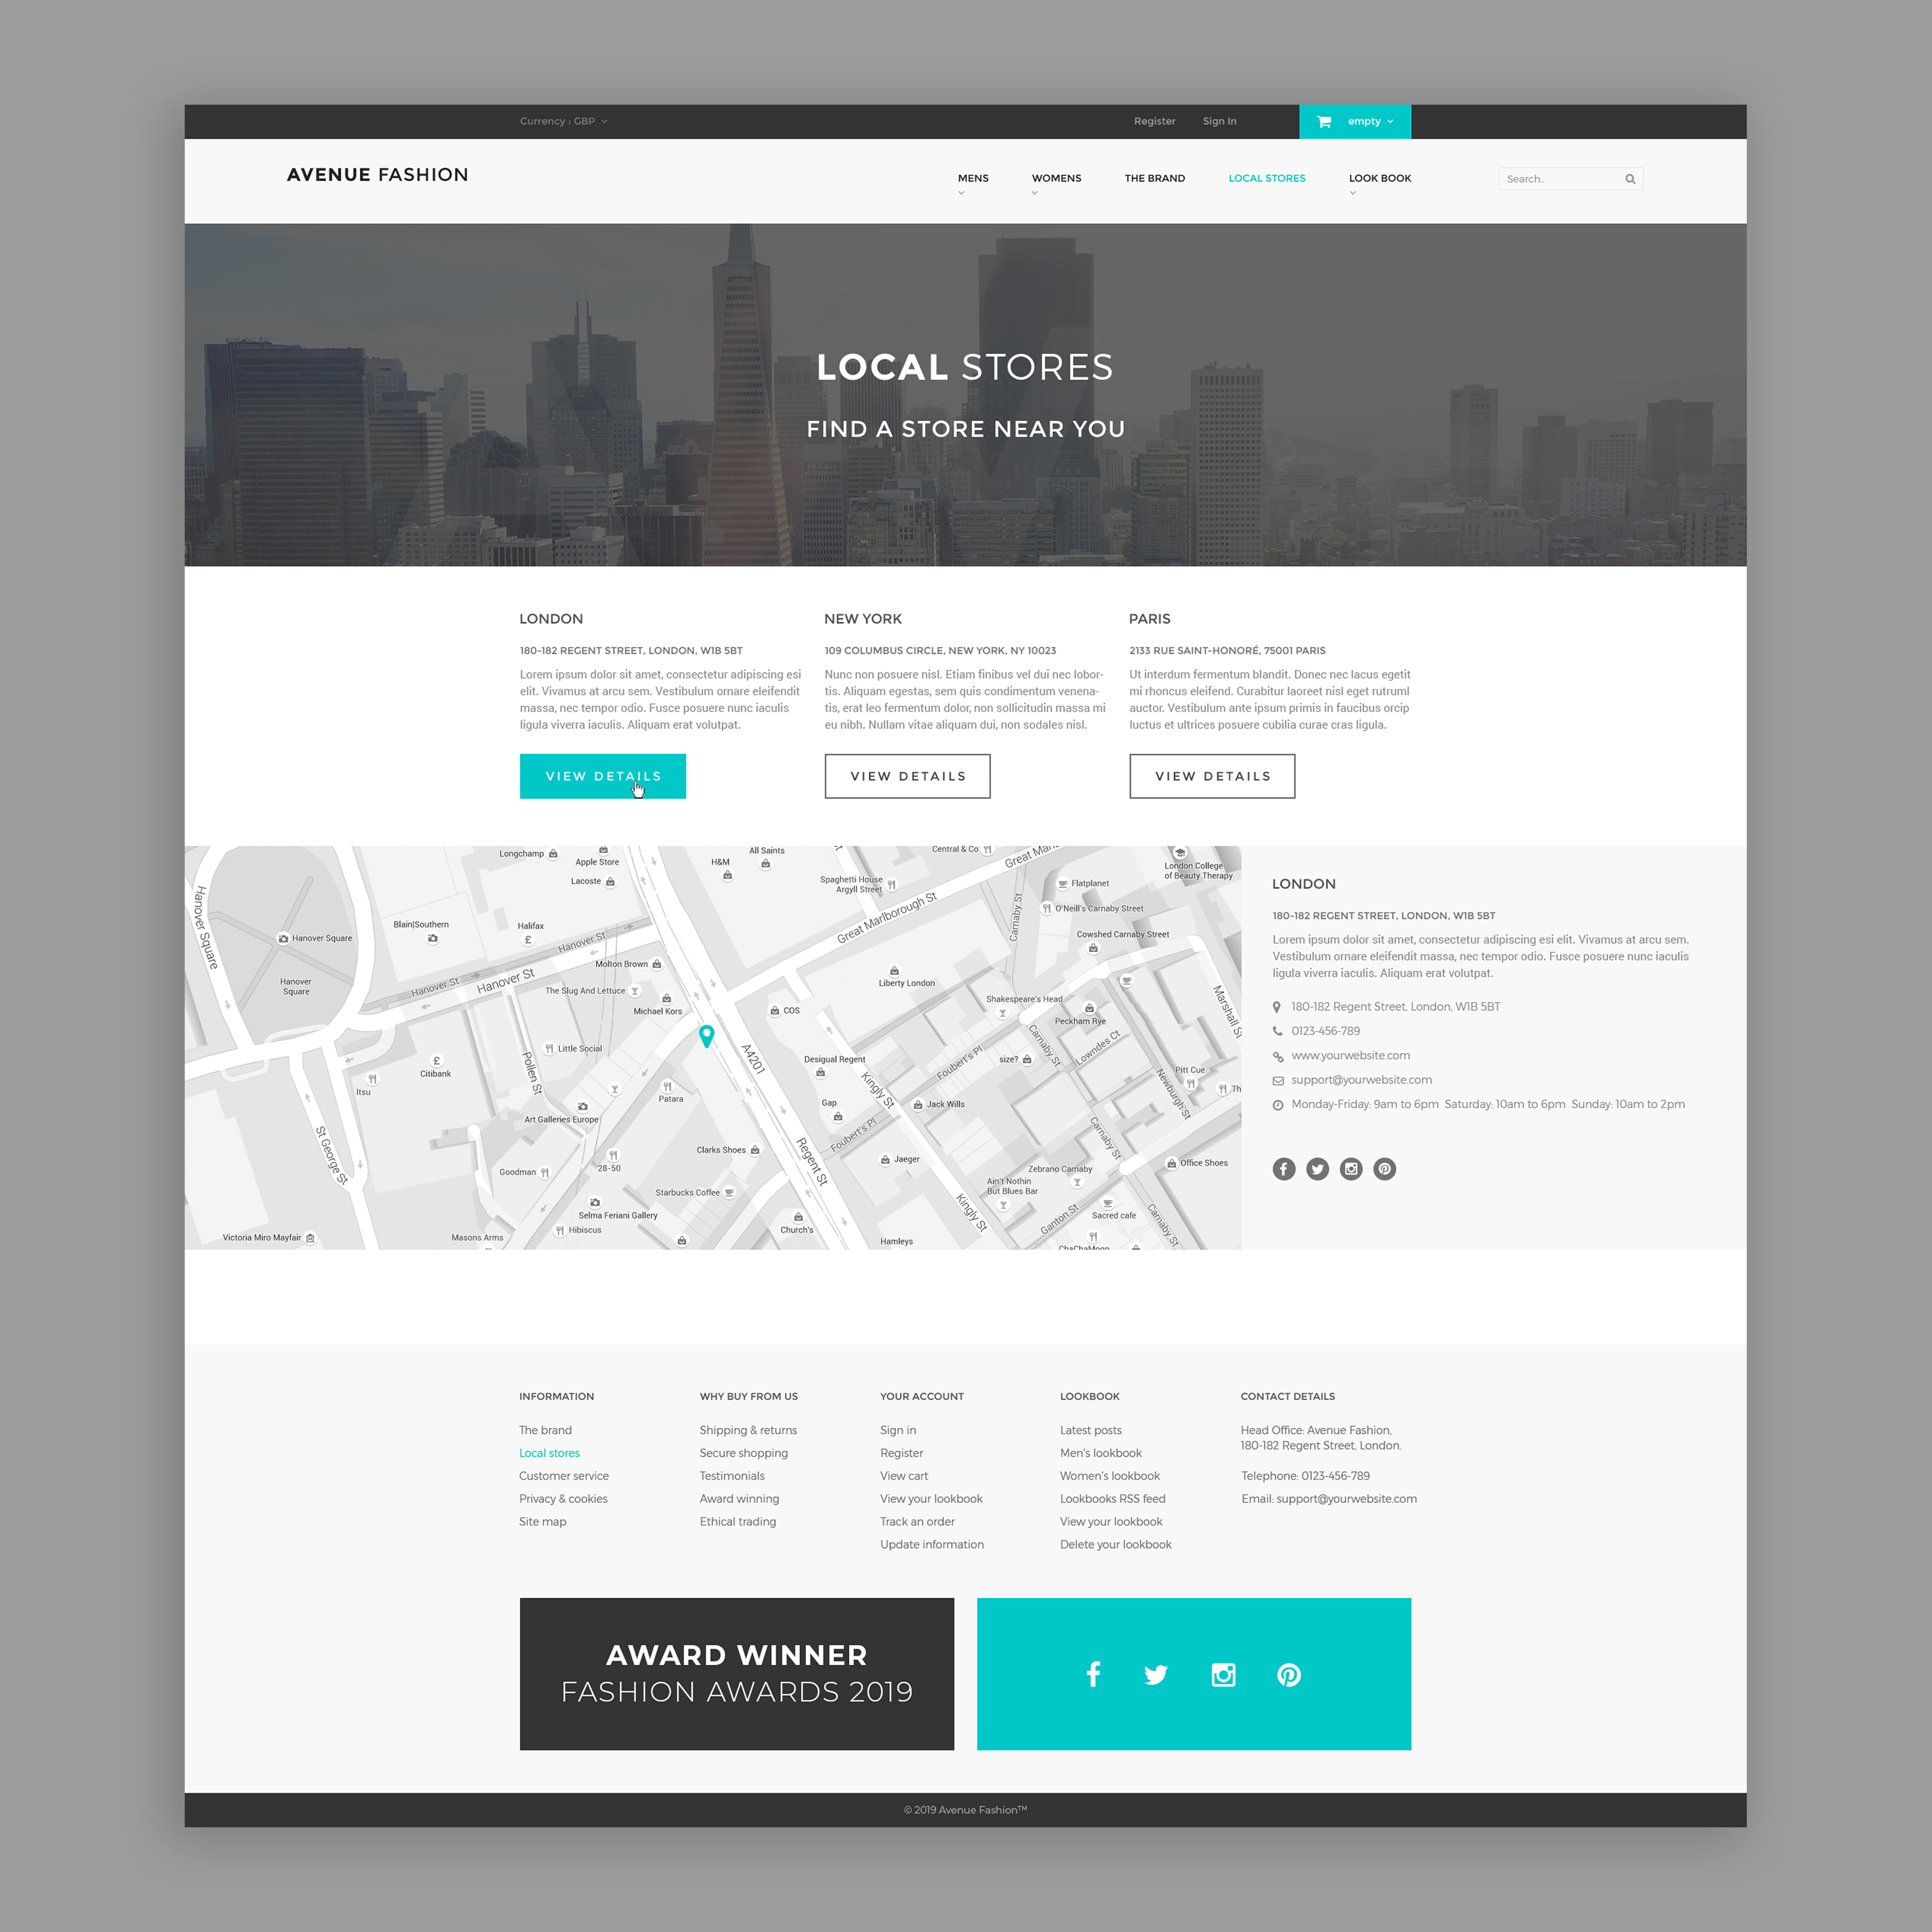 Currency : GBP
Register
Sign In
empty
AVENUE FASHION
MENS
WOMENS
THE BRAND
LOCAL STORES
LOOK BOOK
Search..
LOCAL STORES
FIND A STORE NEAR YOU
LONDON
180-182 REGENT STREET, LONDON, W1B 5BT
Lorem ipsum dolor sit amet, consectetur adipiscing esi
elit. Vivamus at arcu sem. Vestibulum ornare eleifendit
massa, nec tempor odio. Fusce posuere nunc iaculis
ligula viverra iaculis. Aliquam erat volutpat.
VIEW DETAILS
NEW YORK
109 COLUMBUS CIRCLE, NEW YORK, NY 10023
Nunc non posuere nisl. Etiam finibus vel dui nec lobor-
tis. Aliquam egestas, sem quis condimentum venena-
tis, erat leo fermentum dolor, non sollicitudin massa mi
eu nibh. Nullam vitae aliquam dui, non sodales nisl.
VIEW DETAILS
PARIS
2133 RUE SAINT-HONORÉ, 75001 PARIS
Ut interdum fermentum blandit. Donec nec lacus egetit
mi rhoncus eleifend. Curabitur laoreet nisl eget rutruml
auctor. Vestibulum ante ipsum primis in faucibus orcip
luctus et ultrices posuere cubilia curae cras ligula.
VIEW DETAILS
Longchamp
Apple Store
Lacoste
H&M
All Saints
Central & Co
Spaghetti House
Argyll Street
Great Marlborough St
Flatplanet
London College
of Beauty Therapy
O'Neill's Carnaby Street
Cowshed Carnaby Street
Carnaby St
Hanover Square
Hanover Square
Hanover
Square
Blain|Southern
Halifax
Hanover St
Hanover St
Hanover St
Molton Brown
The Slug And Lettuce
Michael Kors
COS
Liberty London
Shakespeare's Head
Peckham Rye
Marshall St
Little Social
Pollen St
Citibank
Itsu
Patara
Art Galleries Europe
A4201
Desigual Regent
Gap
Kingly St
Foubert's Pl
Foubert's Pl
Jack Wills
size?
Carnaby St
Lowndes Ct
Newburgh St
Pitt Cue
Th
St George St
Goodman
28-50
Clarks Shoes
Regent St
Jaeger
Carnaby St
Zebrano Carnaby
Office Shoes
Starbucks Coffee
Selma Feriani Gallery
Hibiscus
Masons Arms
Victoria Miro Mayfair
Church's
Hamleys
Kingly St
Ain't Nothin
But Blues Bar
Ganton St
Sacred cafe
Carnaby St
ChaChaMoon
LONDON
180-182 REGENT STREET, LONDON, W1B 5BT
Lorem ipsum dolor sit amet, consectetur adipiscing esi elit. Vivamus at arcu sem.
Vestibulum ornare eleifendit massa, nec tempor odio. Fusce posuere nunc iaculis
ligula viverra iaculis. Aliquam erat volutpat.
180-182 Regent Street, London, W1B 5BT
0123-456-789
www.yourwebsite.com
support@yourwebsite.com
Monday-Friday: 9am to 6pm Saturday: 10am to 6pm Sunday: 10am to 2pm
INFORMATION
The brand
Local stores
Customer service
Privacy & cookies
Site map
WHY BUY FROM US
Shipping & returns
Secure shopping
Testimonials
Award winning
Ethical trading
YOUR ACCOUNT
Sign in
Register
View cart
View your lookbook
Track an order
Update information
LOOKBOOK
Latest posts
Men's lookbook
Women's lookbook
Lookbooks RSS feed
View your lookbook
Delete your lookbook
CONTACT DETAILS
Head Office: Avenue Fashion,
180-182 Regent Street, London.
Telephone: 0123-456-789
Email: support@yourwebsite.com
AWARD WINNER
FASHION AWARDS 2019
© 2019 Avenue Fashion™